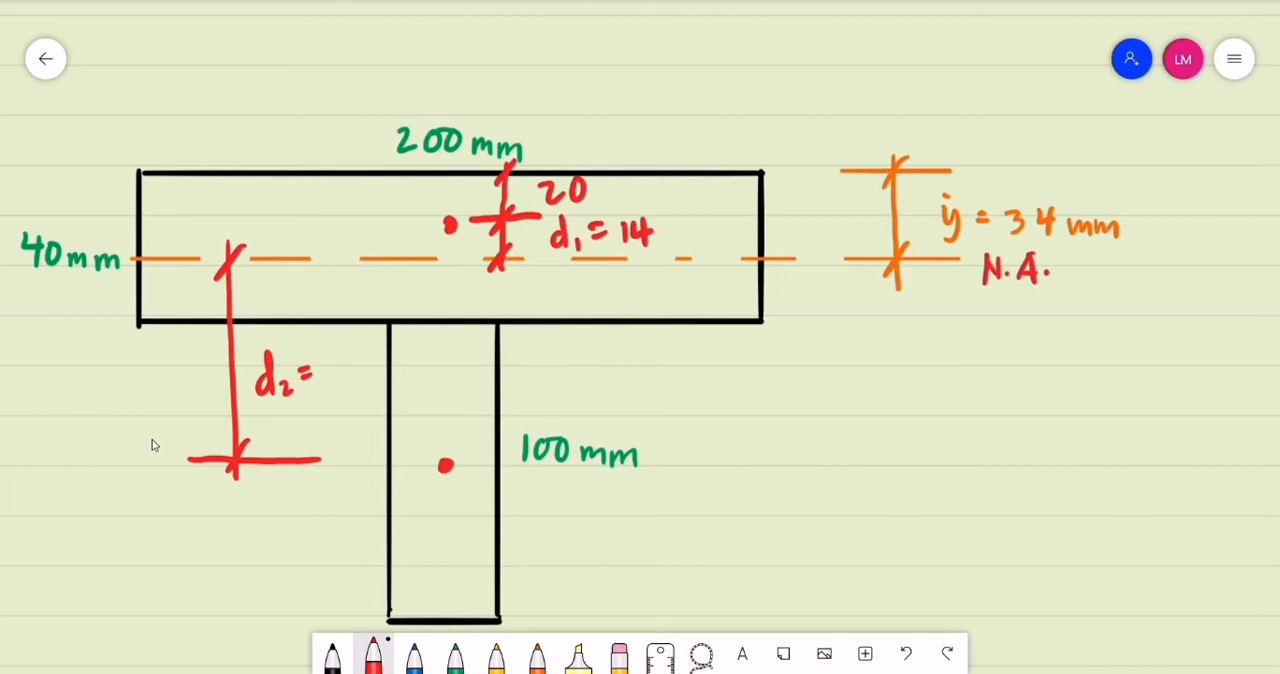 LM
200 mm
20
d₁ = 14
40mm
ȳ = 34 mm
N.A.
d₂ =
100 mm
A